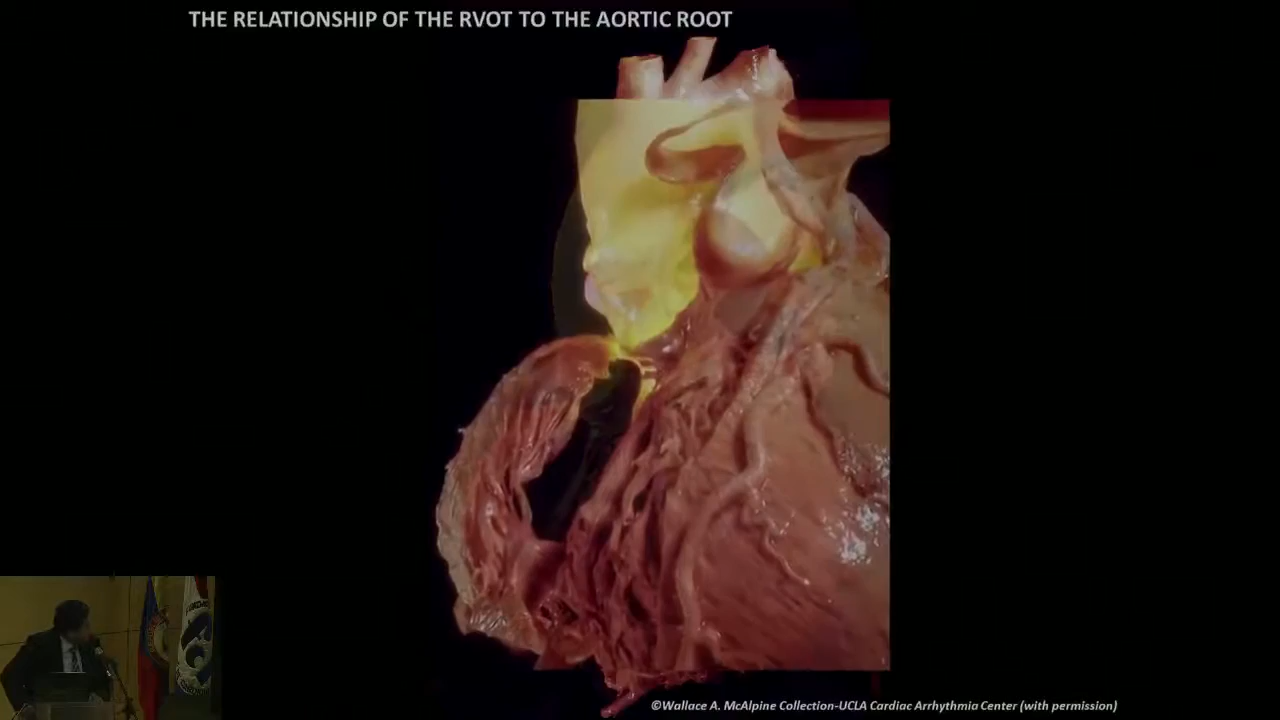 THE RELATIONSHIP OF THE RVOT TO THE AORTIC ROOT
©Wallace A. McAlpine Collection-UCLA Cardiac Arrhythmia Center (with permission)